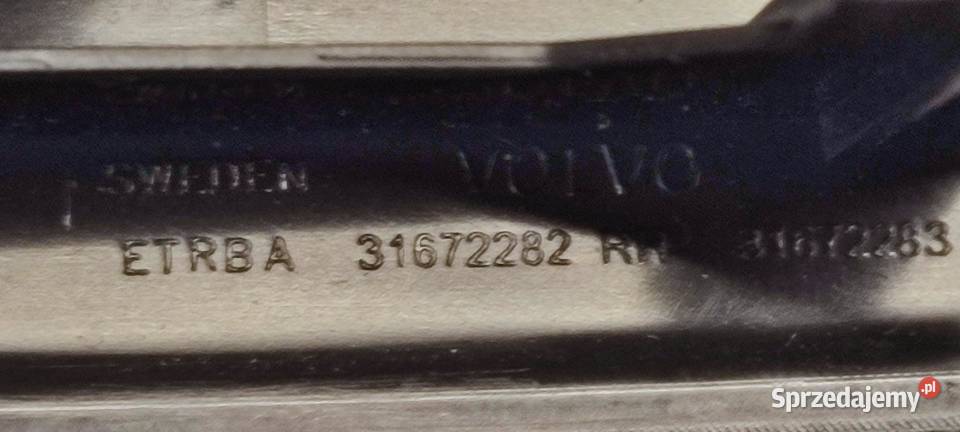 SWEDEN VOLVO
ETRBA 31672282 RH 31672283
Sprzedajemy.pl